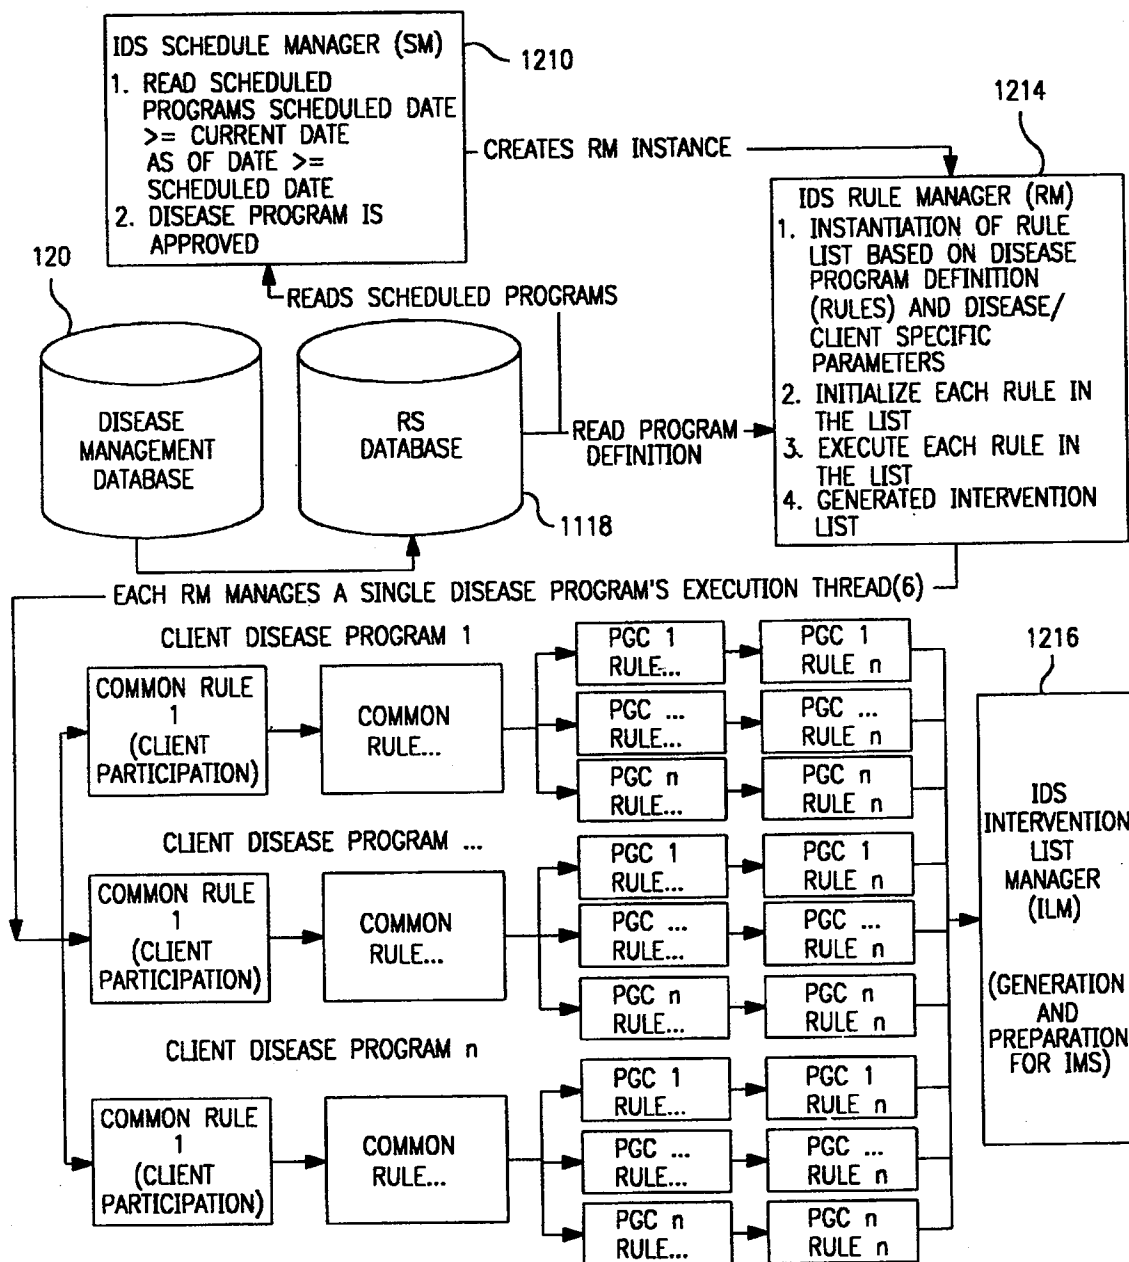 IDS SCHEDULE MANAGER (SM)
1. READ SCHEDULED
PROGRAMS SCHEDULED DATE
>= CURRENT DATE
AS OF DATE >=
SCHEDULED DATE
2. DISEASE PROGRAM IS
APPROVED
1210
CREATES RM INSTANCE
1214
IDS RULE MANAGER (RM)
1. INSTANTIATION OF RULE
LIST BASED ON DISEASE
PROGRAM DEFINITION
(RULES) AND DISEASE/
CLIENT SPECIFIC
PARAMETERS
2. INITIALIZE EACH RULE IN
THE LIST
3. EXECUTE EACH RULE IN
THE LIST
4. GENERATED INTERVENTION
LIST
120
READS SCHEDULED PROGRAMS
DISEASE
MANAGEMENT
DATABASE
RS
DATABASE
READ PROGRAM
DEFINITION
1118
EACH RM MANAGES A SINGLE DISEASE PROGRAM'S EXECUTION THREAD(6)
CLIENT DISEASE PROGRAM 1
COMMON RULE
1
(CLIENT
PARTICIPATION)
COMMON
RULE...
PGC 1
RULE...
PGC 1
RULE n
PGC ...
RULE...
PGC ...
RULE n
PGC n
RULE...
PGC n
RULE n
CLIENT DISEASE PROGRAM ...
COMMON RULE
1
(CLIENT
PARTICIPATION)
COMMON
RULE...
PGC 1
RULE...
PGC 1
RULE n
PGC ...
RULE...
PGC ...
RULE n
PGC n
RULE...
PGC n
RULE n
CLIENT DISEASE PROGRAM n
COMMON RULE
1
(CLIENT
PARTICIPATION)
COMMON
RULE...
PGC 1
RULE...
PGC 1
RULE n
PGC ...
RULE...
PGC ...
RULE n
PGC n
RULE...
PGC n
RULE n
1216
IDS
INTERVENTION
LIST
MANAGER
(ILM)
(GENERATION
AND
PREPARATION
FOR IMS)